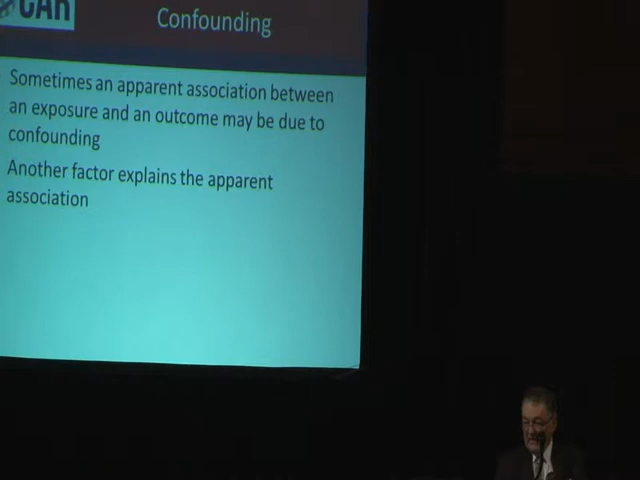 CAR
Confounding
Sometimes an apparent association between
an exposure and an outcome may be due to
confounding
Another factor explains the apparent
association